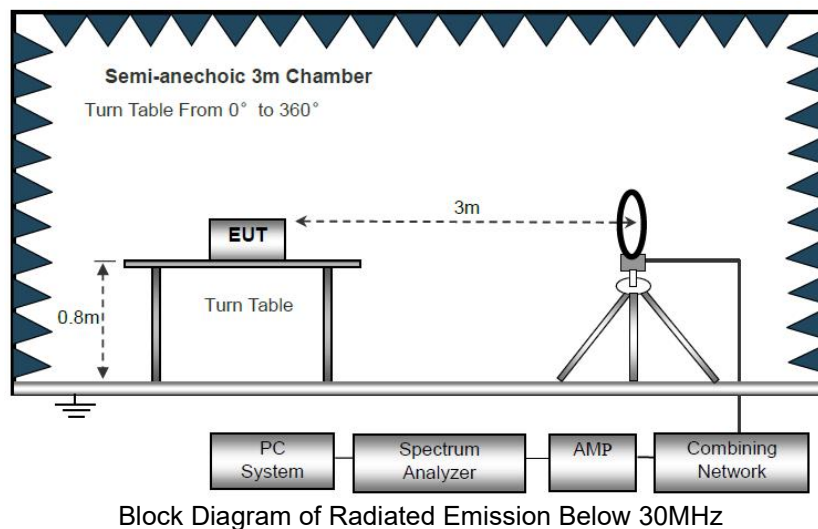 Semi-anechoic 3m Chamber
Turn Table From 0° to 360°
3m
EUT
Turn Table
0.8m
PC
System
Spectrum
Analyzer
AMP
Combining
Network
Block Diagram of Radiated Emission Below 30MHz